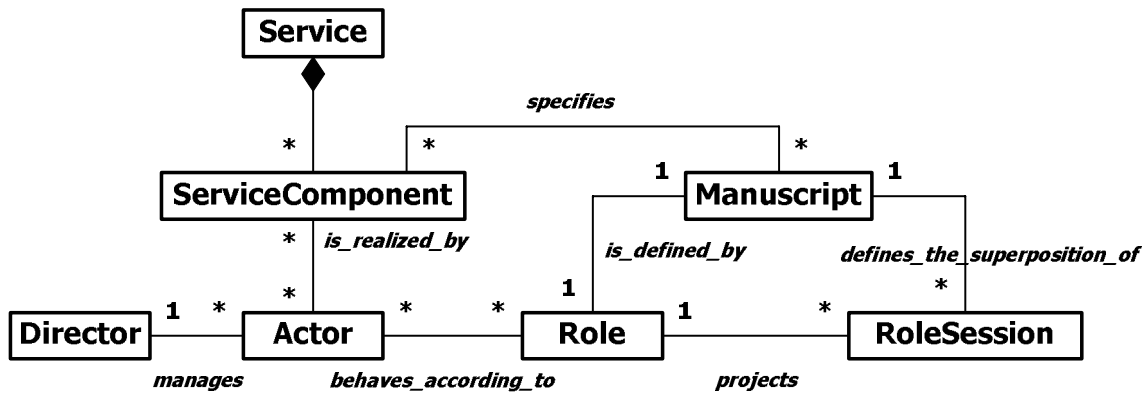 Service
specifies
*
*
*
ServiceComponent
1
Manuscript
1
*
is_realized_by
is_defined_by
defines_the_superposition_of
*
1
*
Director
1
*
Actor
*
*
Role
1
*
RoleSession
manages
behaves_according_to
projects